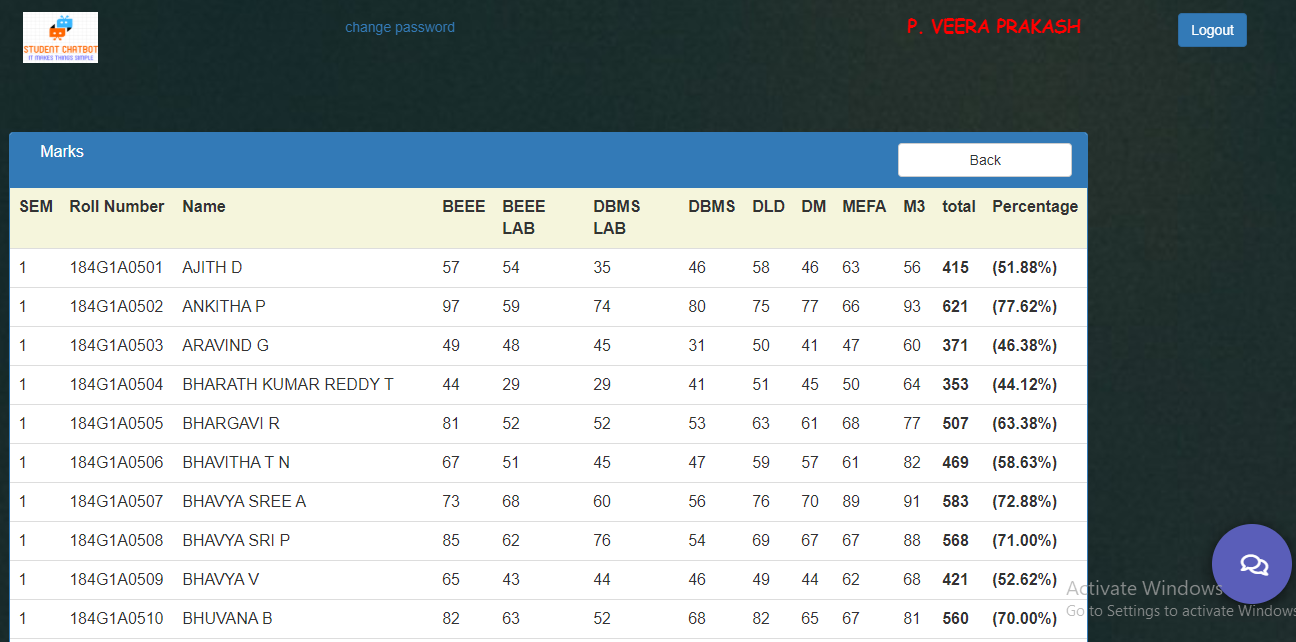 STUDENT CHATBOT
IT MAKES THINGS SIMPLE
change password
P. VEERA PRAKASH
Logout
Marks
Back
SEM Roll Number Name BEEE BEEE LAB DBMS LAB DBMS DLD DM MEFA M3 total Percentage
1 184G1A0501 AJITH D 57 54 35 46 58 46 63 56 415 (51.88%)
1 184G1A0502 ANKITHA P 97 59 74 80 75 77 66 93 621 (77.62%)
1 184G1A0503 ARAVIND G 49 48 45 31 50 41 47 60 371 (46.38%)
1 184G1A0504 BHARATH KUMAR REDDY T 44 29 29 41 51 45 50 64 353 (44.12%)
1 184G1A0505 BHARGAVI R 81 52 52 53 63 61 68 77 507 (63.38%)
1 184G1A0506 BHAVITHA T N 67 51 45 47 59 57 61 82 469 (58.63%)
1 184G1A0507 BHAVYA SREE A 73 68 60 56 76 70 89 91 583 (72.88%)
1 184G1A0508 BHAVYA SRI P 85 62 76 54 69 67 67 88 568 (71.00%)
1 184G1A0509 BHAVYA V 65 43 44 46 49 44 62 68 421 (52.62%)
1 184G1A0510 BHUVANA B 82 63 52 68 82 65 67 81 560 (70.00%)
Activate Windows
Go to Settings to activate Windows